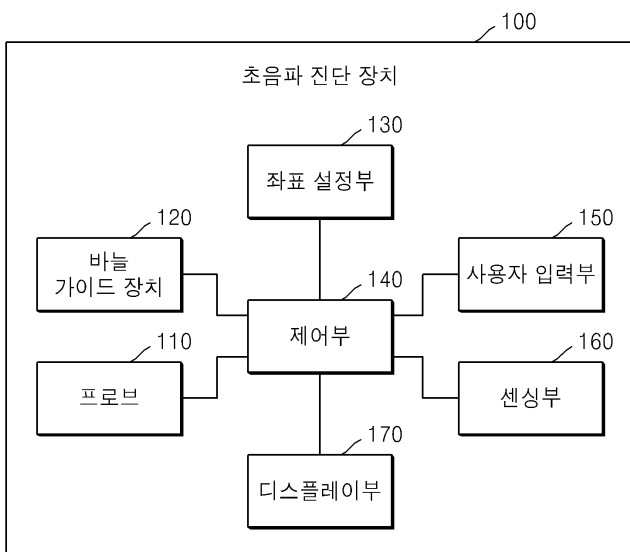 100
초음파 진단 장치
130
좌표 설정부
120
바늘
가이드 장치
150
사용자 입력부
140
제어부
110
프로브
160
센싱부
170
디스플레이부